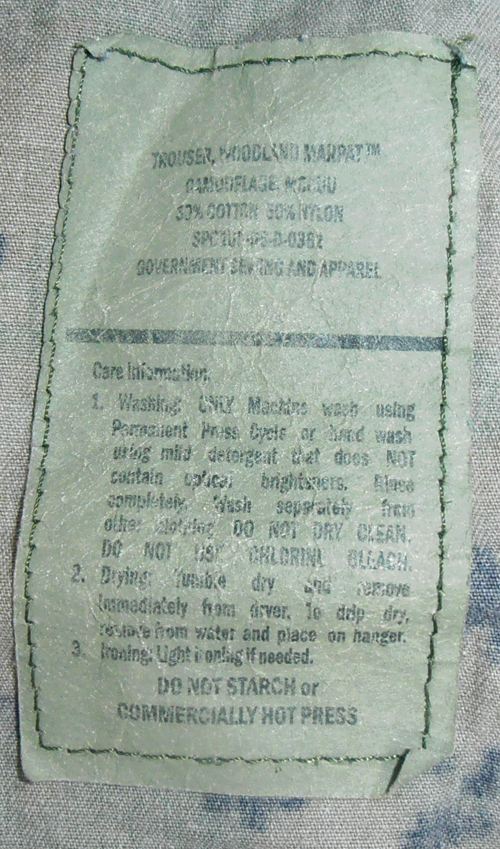 TROUSER, WOODLAND MARPAT™
CAMOUFLAGE, MCCUU
50% COTTON 50% NYLON
GOVERNMENT SEWING AND APPAREL
Care Information:
1. Washing: ONLY Machine wash using
Permanent Press Cycle or hand wash
using mild detergent that does NOT
contain optical brighteners. Rinse
completely. Wash separately from
other clothing DO NOT DRY CLEAN.
DO NOT USE CHLORINE BLEACH.
2. Drying: Tumble dry and remove
immediately from dryer. To drip dry,
remove from water and place on hanger.
3. Ironing: Light ironing if needed.
DO NOT STARCH or
COMMERCIALLY HOT PRESS